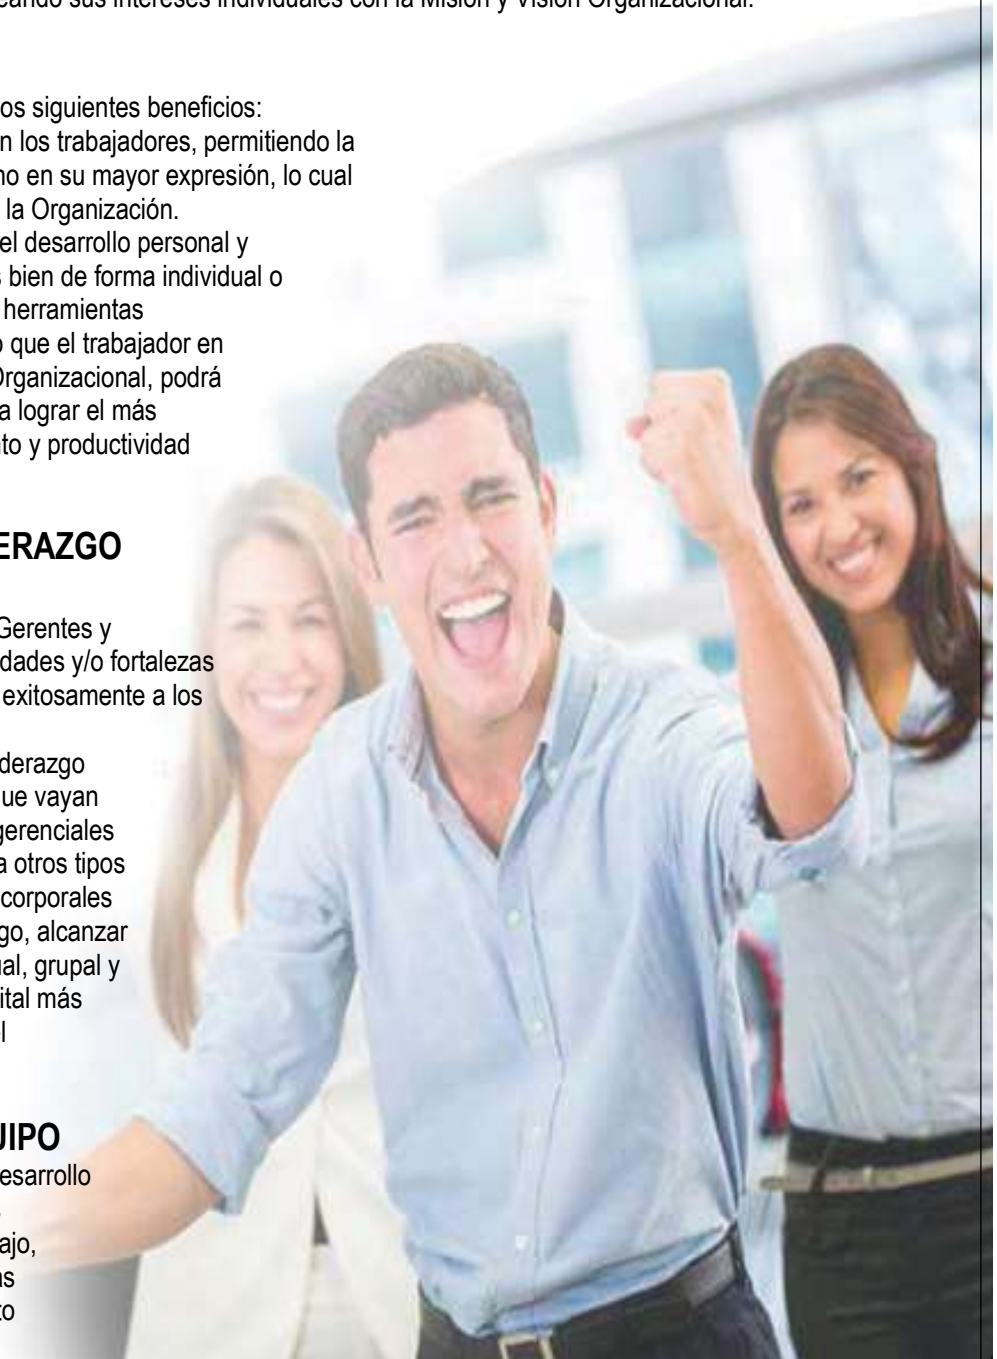 sus intereses individuales con la Misión y Visión Organizacional.
os siguientes beneficios:
n los trabajadores, permitiendo la
no en su mayor expresión, lo cual
la Organización.
el desarrollo personal y
s bien de forma individual o
herramientas
o que el trabajador en
Organizacional, podrá
a lograr el más
nto y productividad
ERAZGO
Gerentes y
dades y/o fortalezas
exitosamente a los
derazgo
ue vayan
gerenciales
a otros tipos
corporales
go, alcanzar
ual, grupal y
ital más
el
UIPO
esarrollo
ajo,
as
to